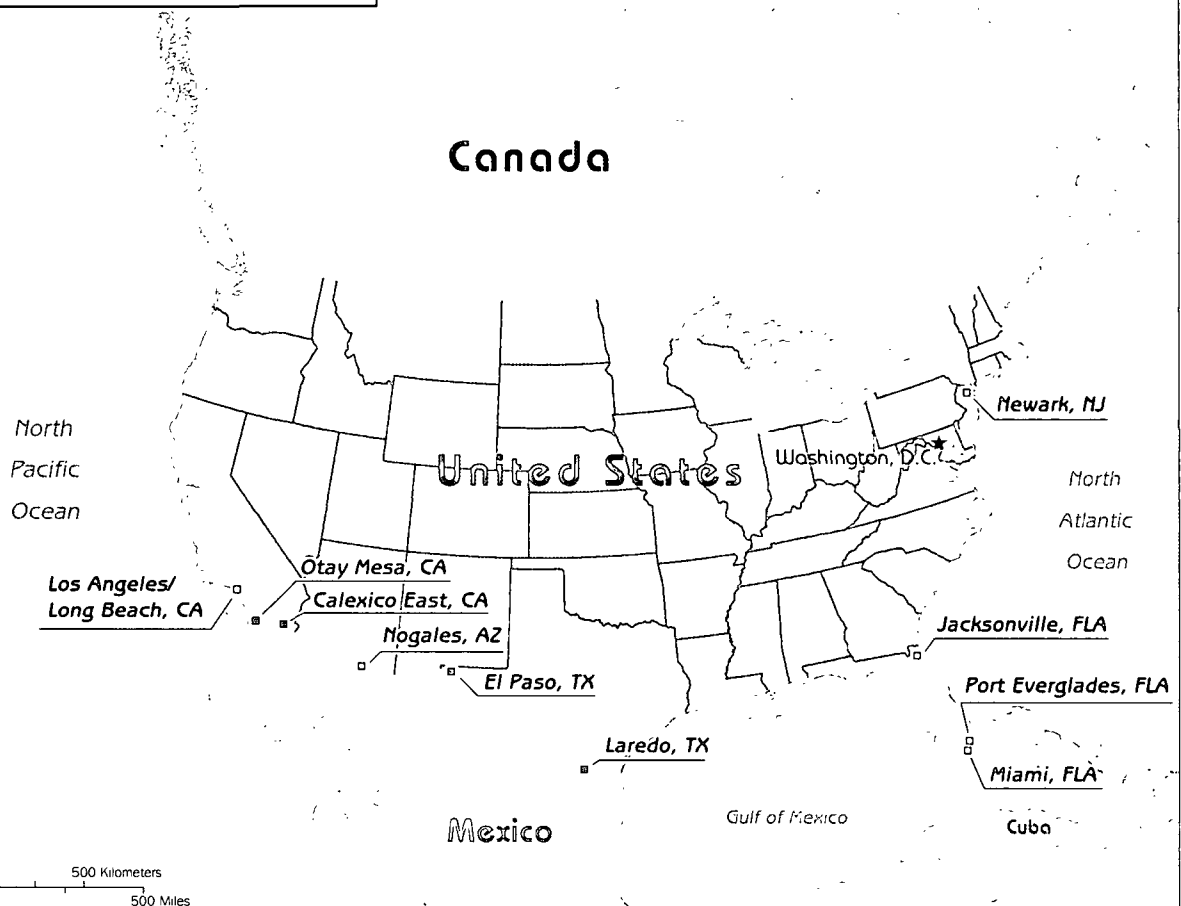 Canada
Newark, NJ
North
Pacific
Ocean
United States
Washington, D.C.
North
Atlantic
Ocean
Otay Mesa, CA
Los Angeles/
Long Beach, CA
Calexico East, CA
Nogales, AZ
Jacksonville, FLA
El Paso, TX
Port Everglades, FLA
Laredo, TX
Miami, FLA
Mexico
Gulf of Mexico
Cuba
500 Kilometers
500 Miles